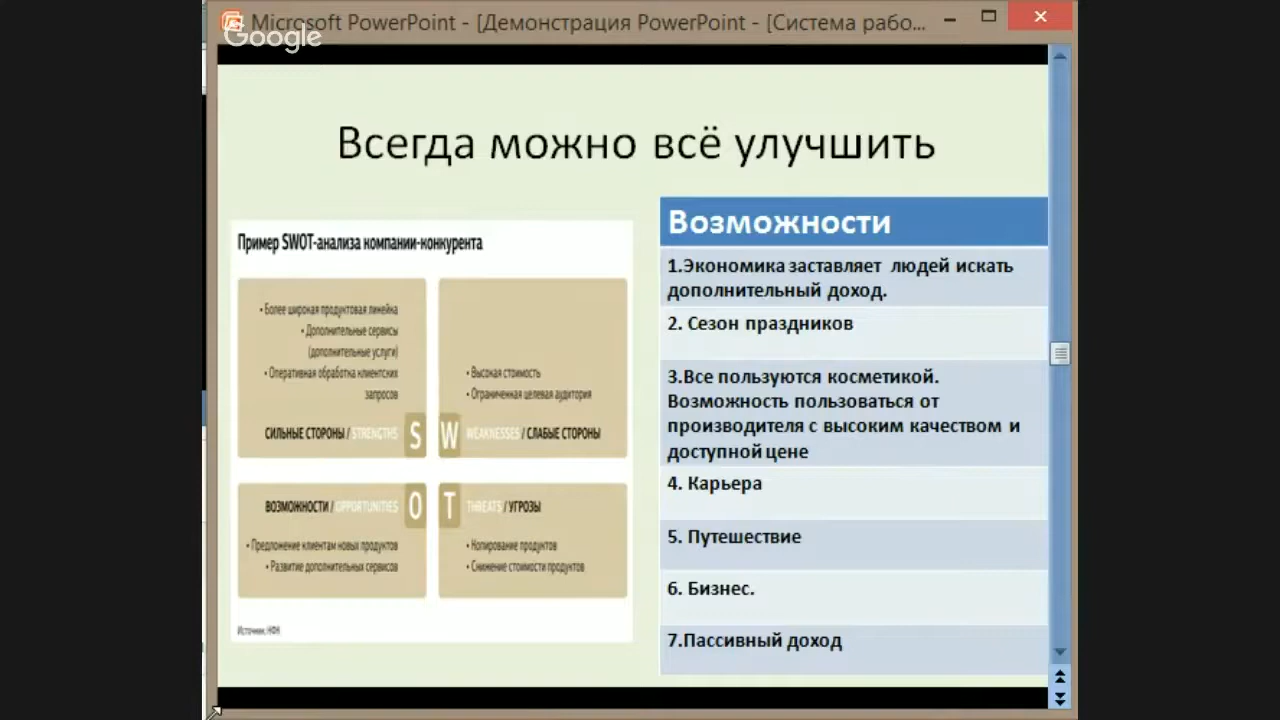 Microsoft PowerPoint - [Демонстрация PowerPoint - [Система рабо...
Google
Всегда можно всё улучшить
Пример SWOT-анализа компании-конкурента
• Более широкая продуктовая линейка
• Дополнительные сервисы
(дополнительные услуги)
• Оперативная обработка клиентских
запросов
СИЛЬНЫЕ СТОРОНЫ / STRENGTHS S
• Высокая стоимость
• Ограниченная целевая аудитория
W WEAKNESSES / СЛАБЫЕ СТОРОНЫ
ВОЗМОЖНОСТИ / OPPORTUNITIES O
• Предложение клиентам новых продуктов
• Развитие дополнительных сервисов
T THREATS / УГРОЗЫ
• Копирование продуктов
• Снижение стоимости продуктов
Источник: НФН
Возможности
1.Экономика заставляет людей искать
дополнительный доход.
2. Сезон праздников
3.Все пользуются косметикой.
Возможность пользоваться от
производителя с высоким качеством и
доступной цене
4. Карьера
5. Путешествие
6. Бизнес.
7.Пассивный доход